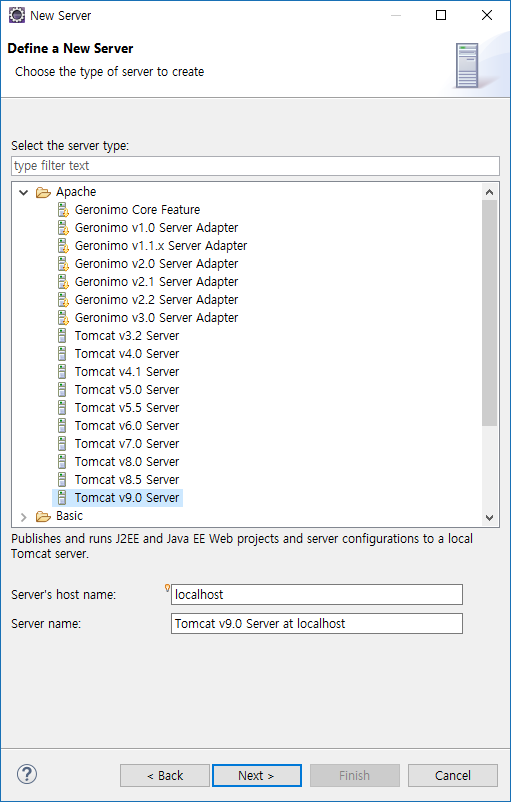 New Server
Define a New Server
Choose the type of server to create
Select the server type:
type filter text
Apache
Geronimo Core Feature
Geronimo v1.0 Server Adapter
Geronimo v1.1.x Server Adapter
Geronimo v2.0 Server Adapter
Geronimo v2.1 Server Adapter
Geronimo v2.2 Server Adapter
Geronimo v3.0 Server Adapter
Tomcat v3.2 Server
Tomcat v4.0 Server
Tomcat v4.1 Server
Tomcat v5.0 Server
Tomcat v5.5 Server
Tomcat v6.0 Server
Tomcat v7.0 Server
Tomcat v8.0 Server
Tomcat v8.5 Server
Tomcat v9.0 Server
Basic
Publishes and runs J2EE and Java EE Web projects and server configurations to a local
Tomcat server.
Server's host name: localhost
Server name: Tomcat v9.0 Server at localhost
? < Back Next > Finish Cancel